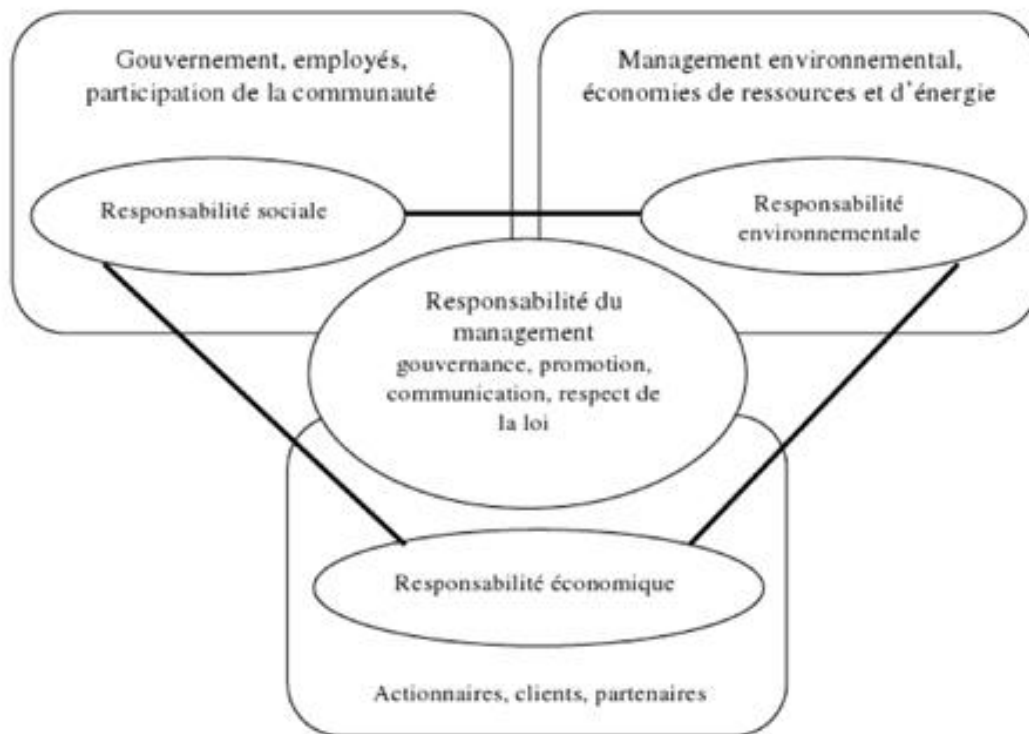 Gouvernement, employés,
participation de la communauté
Management environnemental,
économies de ressources et d'énergie
Responsabilité sociale
Responsabilité
environnementale
Responsabilité du
management
gouvernance, promotion,
communication, respect de
la loi
Responsabilité économique
Actionnaires, clients, partenaires